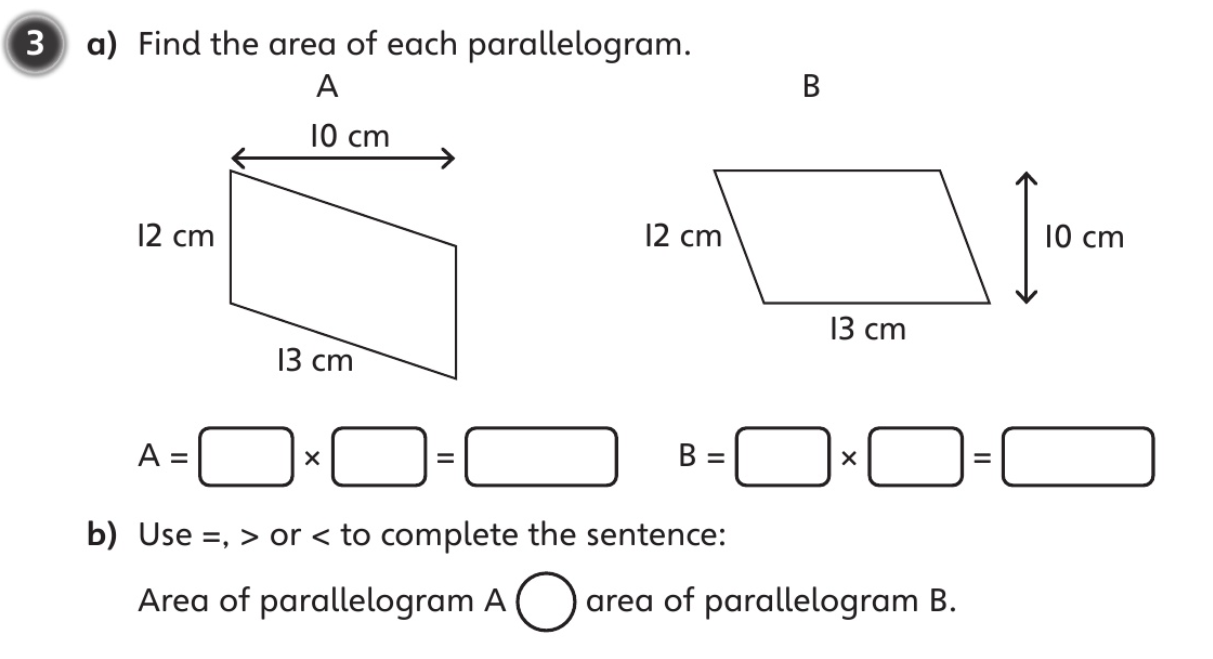 3 a) Find the area of each parallelogram.
A B
10 cm
12 cm 12 cm 10 cm
13 cm
13 cm
A = × = B = × =
b) Use =, > or < to complete the sentence:
Area of parallelogram A area of parallelogram B.